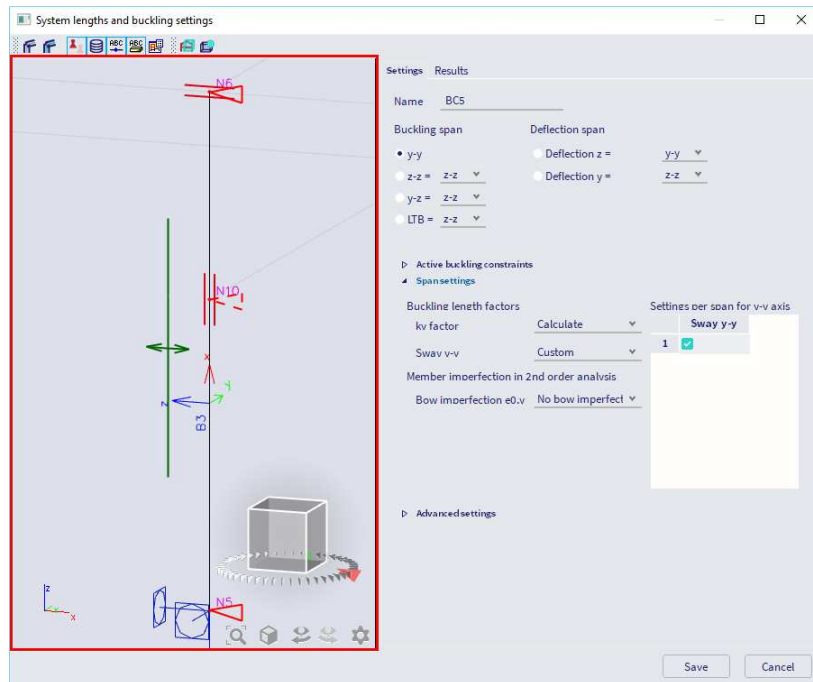 System lengths and buckling settings
ABC ABC
N6
N10
x
y
z
B3
N5
z
x
Settings Results
Name BC5
Buckling span Deflection span
y-y Deflection z = y-y
z-z = z-z Deflection y = z-z
y-z = z-z
LTB = z-z
Active buckling constraints
Span settings
Buckling length factors Settings per span for y-y axis
ky factor Calculate Sway y-y
1
Sway y-y Custom
Member imperfection in 2nd order analysis
Bow imperfection e0,y No bow imperfect
Advanced settings
Save Cancel